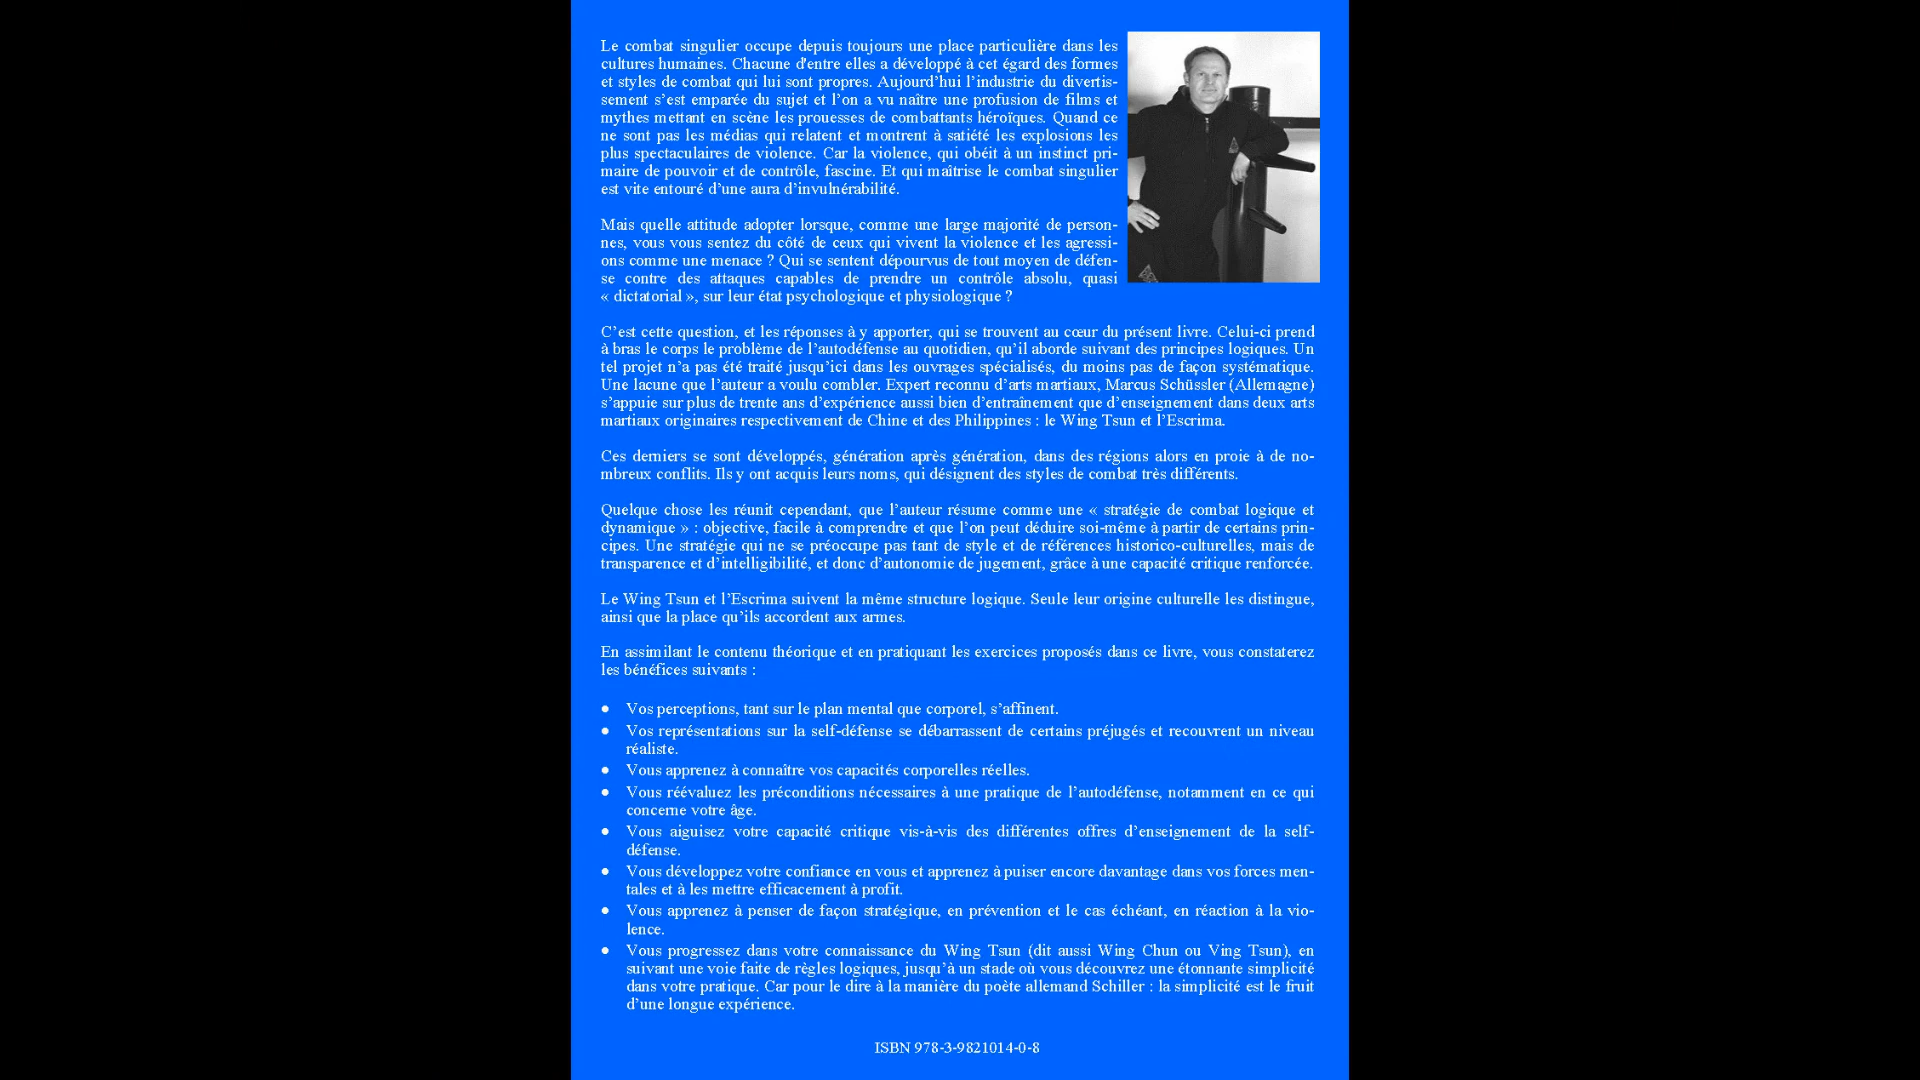 Le combat singulier occupe depuis toujours une place particulière dans les
cultures humaines. Chacune d'entre elles a développé à cet égard des formes
et styles de combat qui lui sont propres. Aujourd’hui l’industrie du divertis-
sement s’est emparée du sujet et l’on a vu naître une profusion de films et
mythes mettant en scène les prouesses de combattants héroïques. Quand ce
ne sont pas les médias qui relatent et montrent à satiété les explosions les
plus spectaculaires de violence. Car la violence, qui obéit à un instinct pri-
maire de pouvoir et de contrôle, fascine. Et qui maîtrise le combat singulier
est vite entouré d’une aura d’invulnérabilité.
Mais quelle attitude adopter lorsque, comme une large majorité de person-
nes, vous vous sentez du côté de ceux qui vivent la violence et les agressi-
ons comme une menace ? Qui se sentent dépourvus de tout moyen de défen-
se contre des attaques capables de prendre un contrôle absolu, quasi
« dictatorial », sur leur état psychologique et physiologique ?
C’est cette question, et les réponses à y apporter, qui se trouvent au cœur du présent livre. Celui-ci prend
à bras le corps le problème de l’autodéfense au quotidien, qu’il aborde suivant des principes logiques. Un
tel projet n’a pas été traité jusqu’ici dans les ouvrages spécialisés, du moins pas de façon systématique.
Une lacune que l’auteur a voulu combler. Expert reconnu d’arts martiaux, Marcus Schüssler (Allemagne)
s’appuie sur plus de trente ans d’expérience aussi bien d’entraînement que d’enseignement dans deux arts
martiaux originaires respectivement de Chine et des Philippines : le Wing Tsun et l’Escrima.
Ces derniers se sont développés, génération après génération, dans des régions alors en proie à de no-
mbreux conflits. Ils y ont acquis leurs noms, qui désignent des styles de combat très différents.
Quelque chose les réunit cependant, que l’auteur résume comme une « stratégie de combat logique et
dynamique » : objective, facile à comprendre et que l’on peut déduire soi-même à partir de certains prin-
cipes. Une stratégie qui ne se préoccupe pas tant de style et de références historico-culturelles, mais de
transparence et d’intelligibilité, et donc d’autonomie de jugement, grâce à une capacité critique renforcée.
Le Wing Tsun et l’Escrima suivent la même structure logique. Seule leur origine culturelle les distingue,
ainsi que la place qu’ils accordent aux armes.
En assimilant le contenu théorique et en pratiquant les exercices proposés dans ce livre, vous constaterez
les bénéfices suivants :
● Vos perceptions, tant sur le plan mental que corporel, s’affinent.
● Vos représentations sur la self-défense se débarrassent de certains préjugés et recouvrent un niveau
réaliste.
● Vous apprenez à connaître vos capacités corporelles réelles.
● Vous réévaluez les préconditions nécessaires à une pratique de l’autodéfense, notamment en ce qui
concerne votre âge.
● Vous aiguisez votre capacité critique vis-à-vis des différentes offres d’enseignement de la self-
défense.
● Vous développez votre confiance en vous et apprenez à puiser encore davantage dans vos forces men-
tales et à les mettre efficacement à profit.
● Vous apprenez à penser de façon stratégique, en prévention et le cas échéant, en réaction à la vio-
lence.
● Vous progressez dans votre connaissance du Wing Tsun (dit aussi Wing Chun ou Ving Tsun), en
suivant une voie faite de règles logiques, jusqu’à un stade où vous découvrez une étonnante simplicité
dans votre pratique. Car pour le dire à la manière du poète allemand Schiller : la simplicité est le fruit
d’une longue expérience.
ISBN 978-3-9821014-0-8